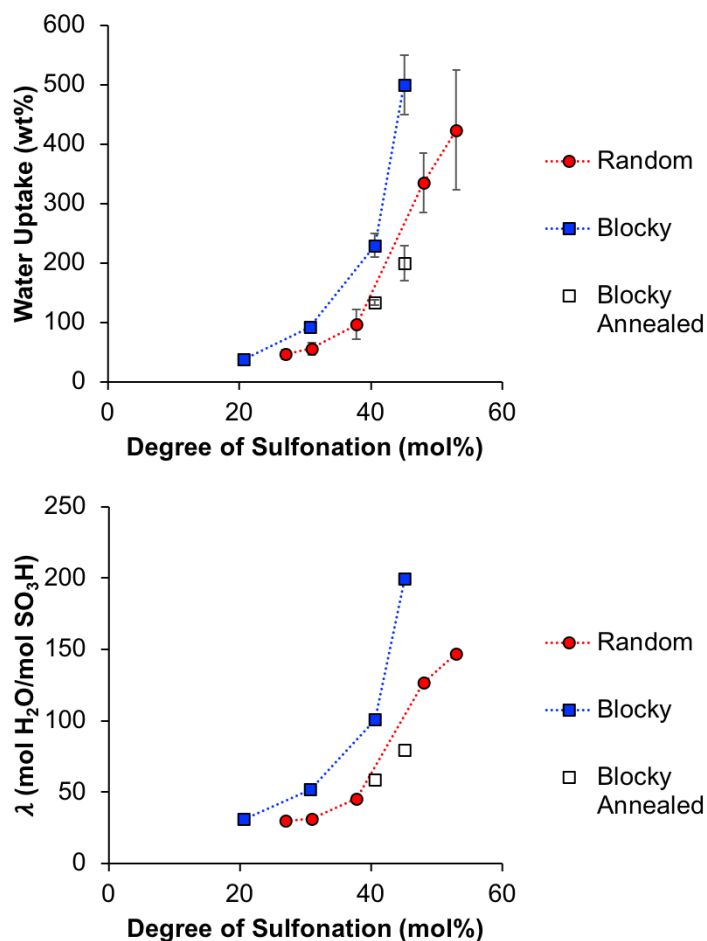 Water Uptake (wt%)
600
500
400
300
200
100
0
0 20 40 60
Degree of Sulfonation (mol%)
Random
Blocky
Blocky
Annealed
λ (mol H₂O/mol SO₃H)
250
200
150
100
50
0
0 20 40 60
Degree of Sulfonation (mol%)
Random
Blocky
Blocky
Annealed